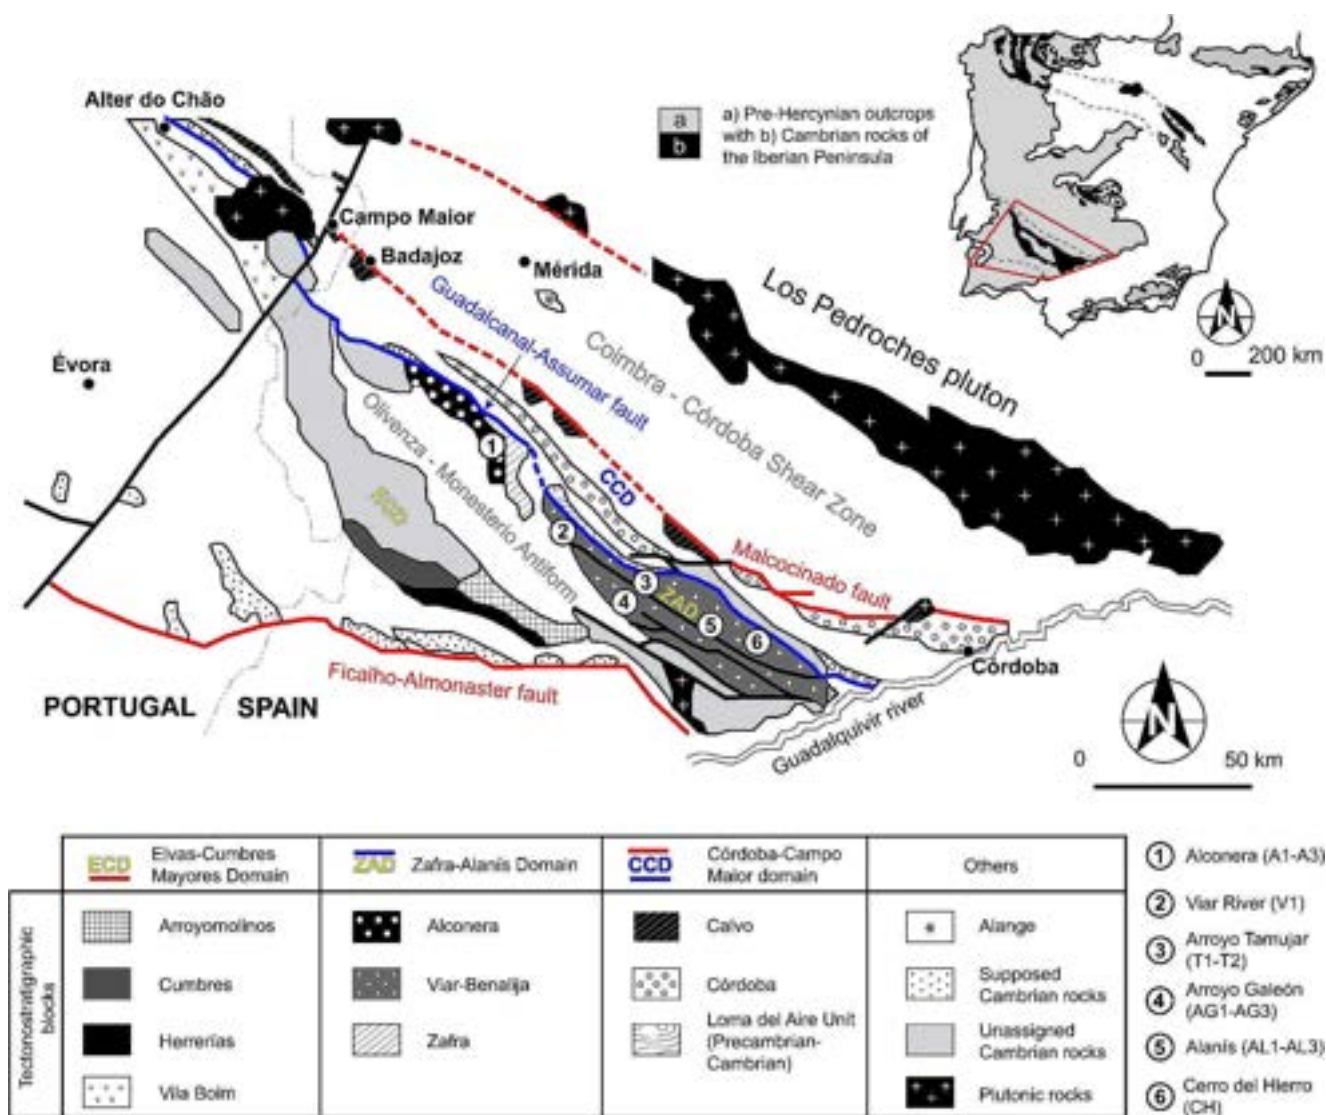 Alter do Chão
a
b
a) Pre-Hercynian outcrops
with b) Cambrian rocks of
the Iberian Peninsula
Campo Maior
Badajoz
Mérida
Évora
Guadalcanal-Assumar fault
Coimbra - Córdoba Shear Zone
Los Pedroches pluton
N
0 200 km
Olivenza - Monesterio Antiform
ECD
CCD
ZAD
1
2
3
4
5
6
Malcocinado fault
Córdoba
Ficalho-Almonaster fault
PORTUGAL SPAIN
Guadalquivir river
N
0 50 km
ECD Elvas-Cumbres
Mayores Domain
ZAD Zafra-Alanís Domain
CCD Córdoba-Campo
Maior domain
Others
Tectonostratigraphic
blocks
Arroyomolinos
Cumbres
Herrerías
Vila Boim
Alconera
Viar-Benalija
Zafra
Calvo
Córdoba
Loma del Aire Unit
(Precambrian-
Cambrian)
Alange
Supposed
Cambrian rocks
Unassigned
Cambrian rocks
Plutonic rocks
1 Alconera (A1-A3)
2 Viar River (V1)
3 Arroyo Tamujar
(T1-T2)
4 Arroyo Galeón
(AG1-AG3)
5 Alanís (AL1-AL3)
6 Cerro del Hierro
(CH)